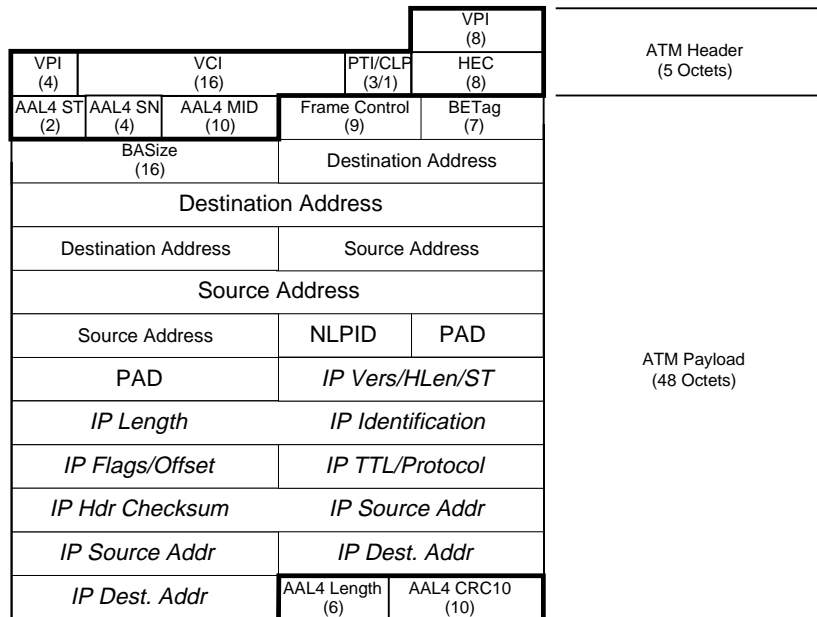 VPI
(8)
ATM Header
(5 Octets)
VPI
(4)
VCI
(16)
PTI/CLP
(3/1)
HEC
(8)
AAL4 ST
(2)
AAL4 SN
(4)
AAL4 MID
(10)
Frame Control
(9)
BETag
(7)
BASize
(16)
Destination Address
Destination Address
Destination Address
Source Address
Source Address
Source Address
NLPID
PAD
PAD
IP Vers/HLen/ST
ATM Payload
(48 Octets)
IP Length
IP Identification
IP Flags/Offset
IP TTL/Protocol
IP Hdr Checksum
IP Source Addr
IP Source Addr
IP Dest. Addr
IP Dest. Addr
AAL4 Length
(6)
AAL4 CRC10
(10)